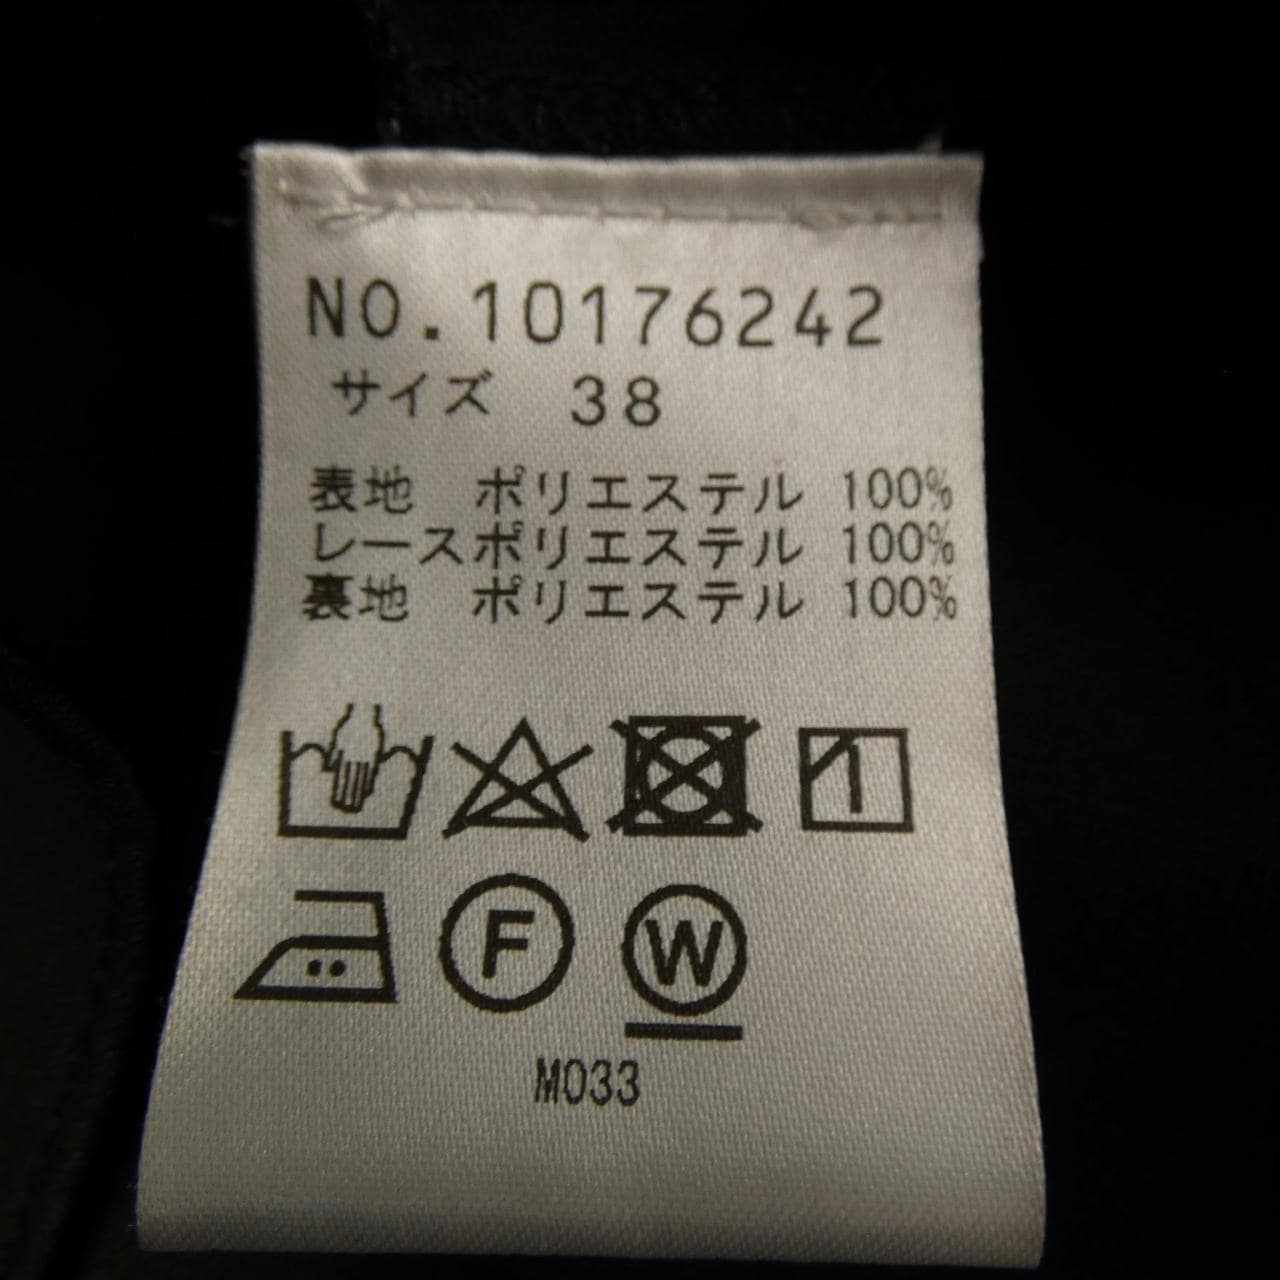 NO.10176242
サイズ 38
表地 ポリエステル 100%
レースポリエステル 100%
裏地 ポリエステル 100%
1
F W
M033